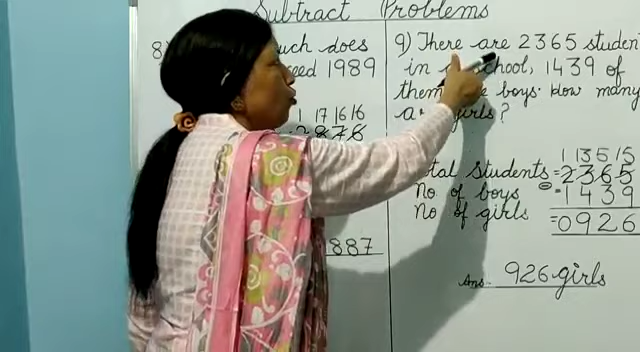 Subtract Problems
8)
much does
1989
1 17 16 16
2876
887
9) There are 2365 student
in school, 1439 of
them boys. How many
girls?
1 13 5 15
Total Students = 2365
No. of boys = 1439
No of girls = 0926
Ans. 926 girls